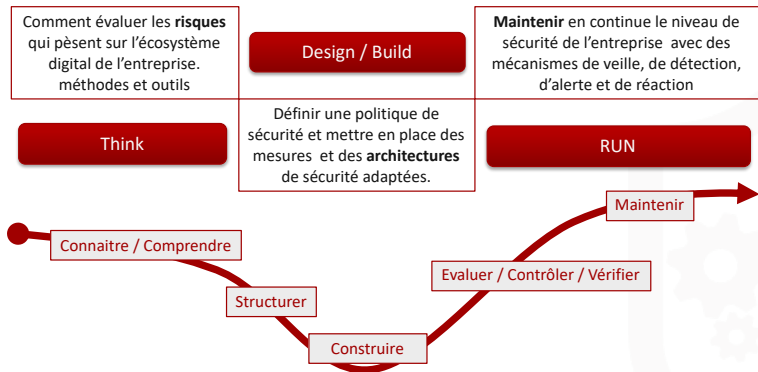 Comment évaluer les risques
qui pèsent sur l’écosystème
digital de l’entreprise.
méthodes et outils
Think
Design / Build
Définir une politique de
sécurité et mettre en place des
mesures et des architectures
de sécurité adaptées.
Maintenir en continue le niveau de
sécurité de l’entreprise avec des
mécanismes de veille, de détection,
d’alerte et de réaction
RUN
Connaitre / Comprendre
Structurer
Construire
Evaluer / Contrôler / Vérifier
Maintenir